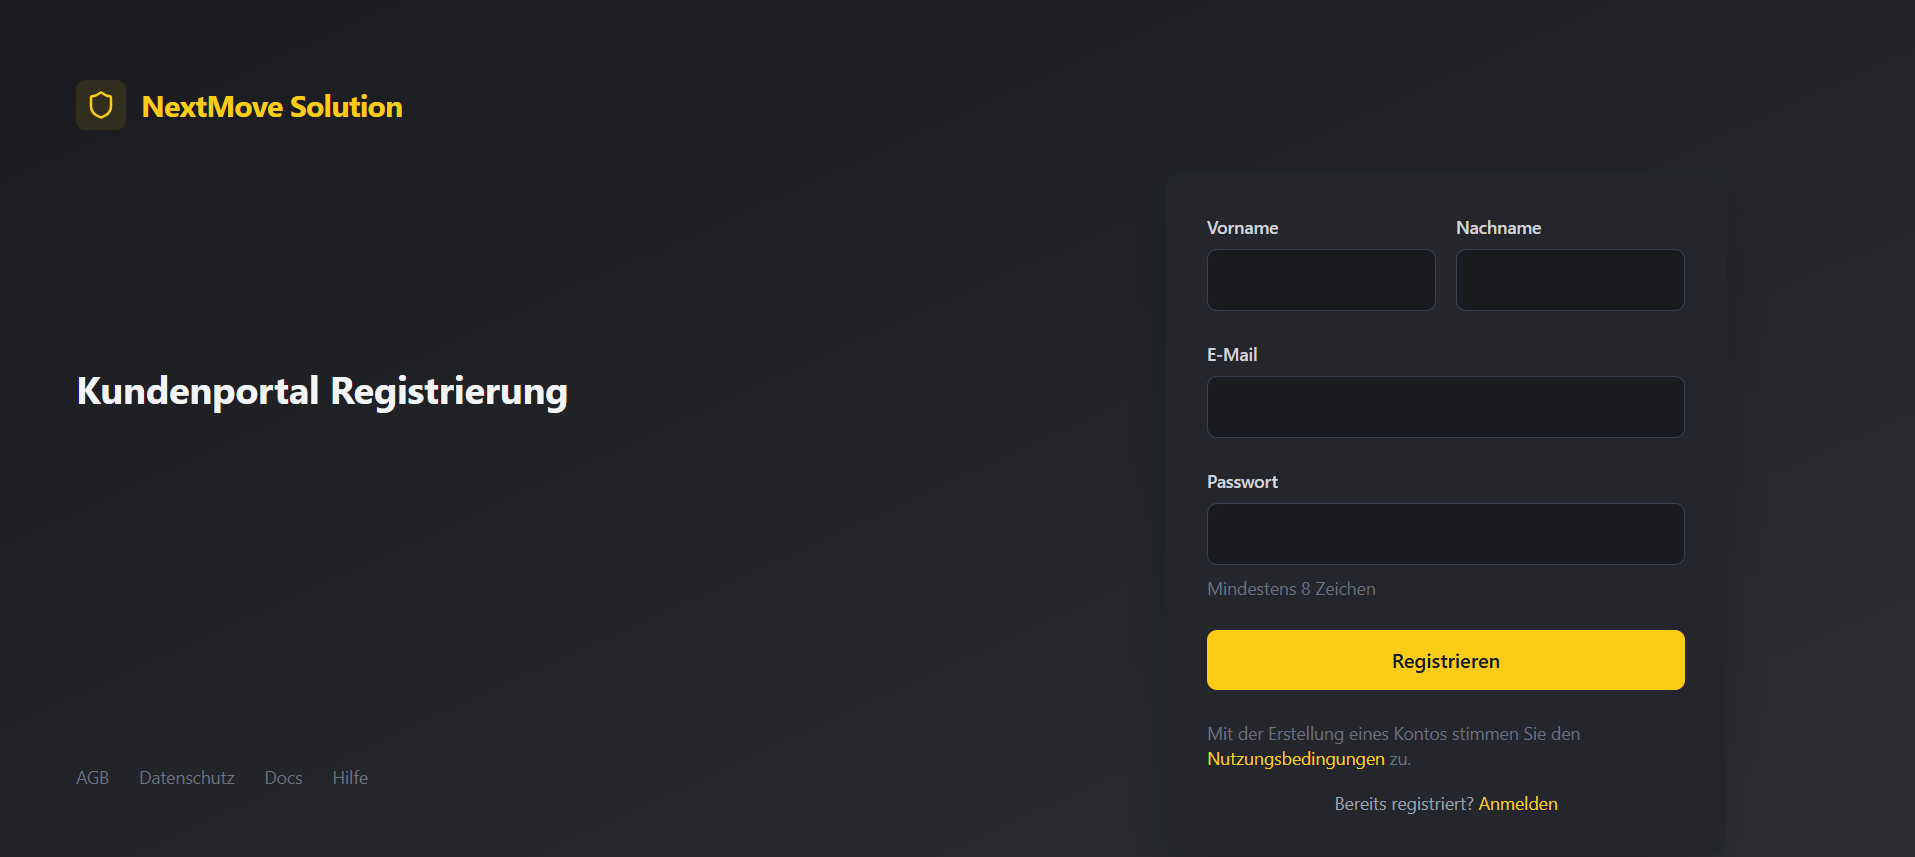 NextMove Solution
Kundenportal Registrierung
AGB Datenschutz Docs Hilfe
Vorname Nachname
E-Mail
Passwort
Mindestens 8 Zeichen
Registrieren
Mit der Erstellung eines Kontos stimmen Sie den
Nutzungsbedingungen zu.
Bereits registriert? Anmelden